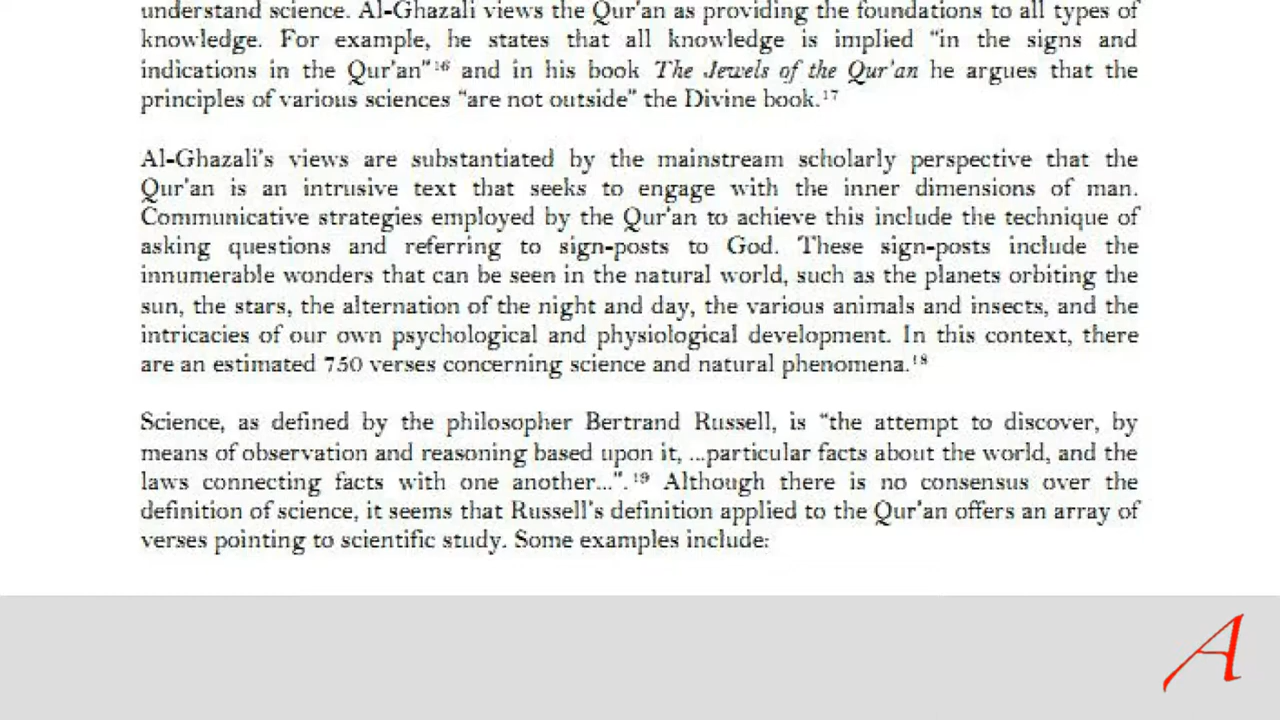 understand science. Al-Ghazali views the Qur'an as providing the foundations to all types of
knowledge. For example, he states that all knowledge is implied "in the signs and
indications in the Qur'an"¹⁶ and in his book The Jewels of the Qur'an he argues that the
principles of various sciences "are not outside" the Divine book.¹⁷
Al-Ghazali's views are substantiated by the mainstream scholarly perspective that the
Qur'an is an intrusive text that seeks to engage with the inner dimensions of man.
Communicative strategies employed by the Qur'an to achieve this include the technique of
asking questions and referring to sign-posts to God. These sign-posts include the
innumerable wonders that can be seen in the natural world, such as the planets orbiting the
sun, the stars, the alternation of the night and day, the various animals and insects, and the
intricacies of our own psychological and physiological development. In this context, there
are an estimated 750 verses concerning science and natural phenomena.¹⁸
Science, as defined by the philosopher Bertrand Russell, is "the attempt to discover, by
means of observation and reasoning based upon it, ...particular facts about the world, and the
laws connecting facts with one another...".¹⁹ Although there is no consensus over the
definition of science, it seems that Russell's definition applied to the Qur'an offers an array of
verses pointing to scientific study. Some examples include:
A